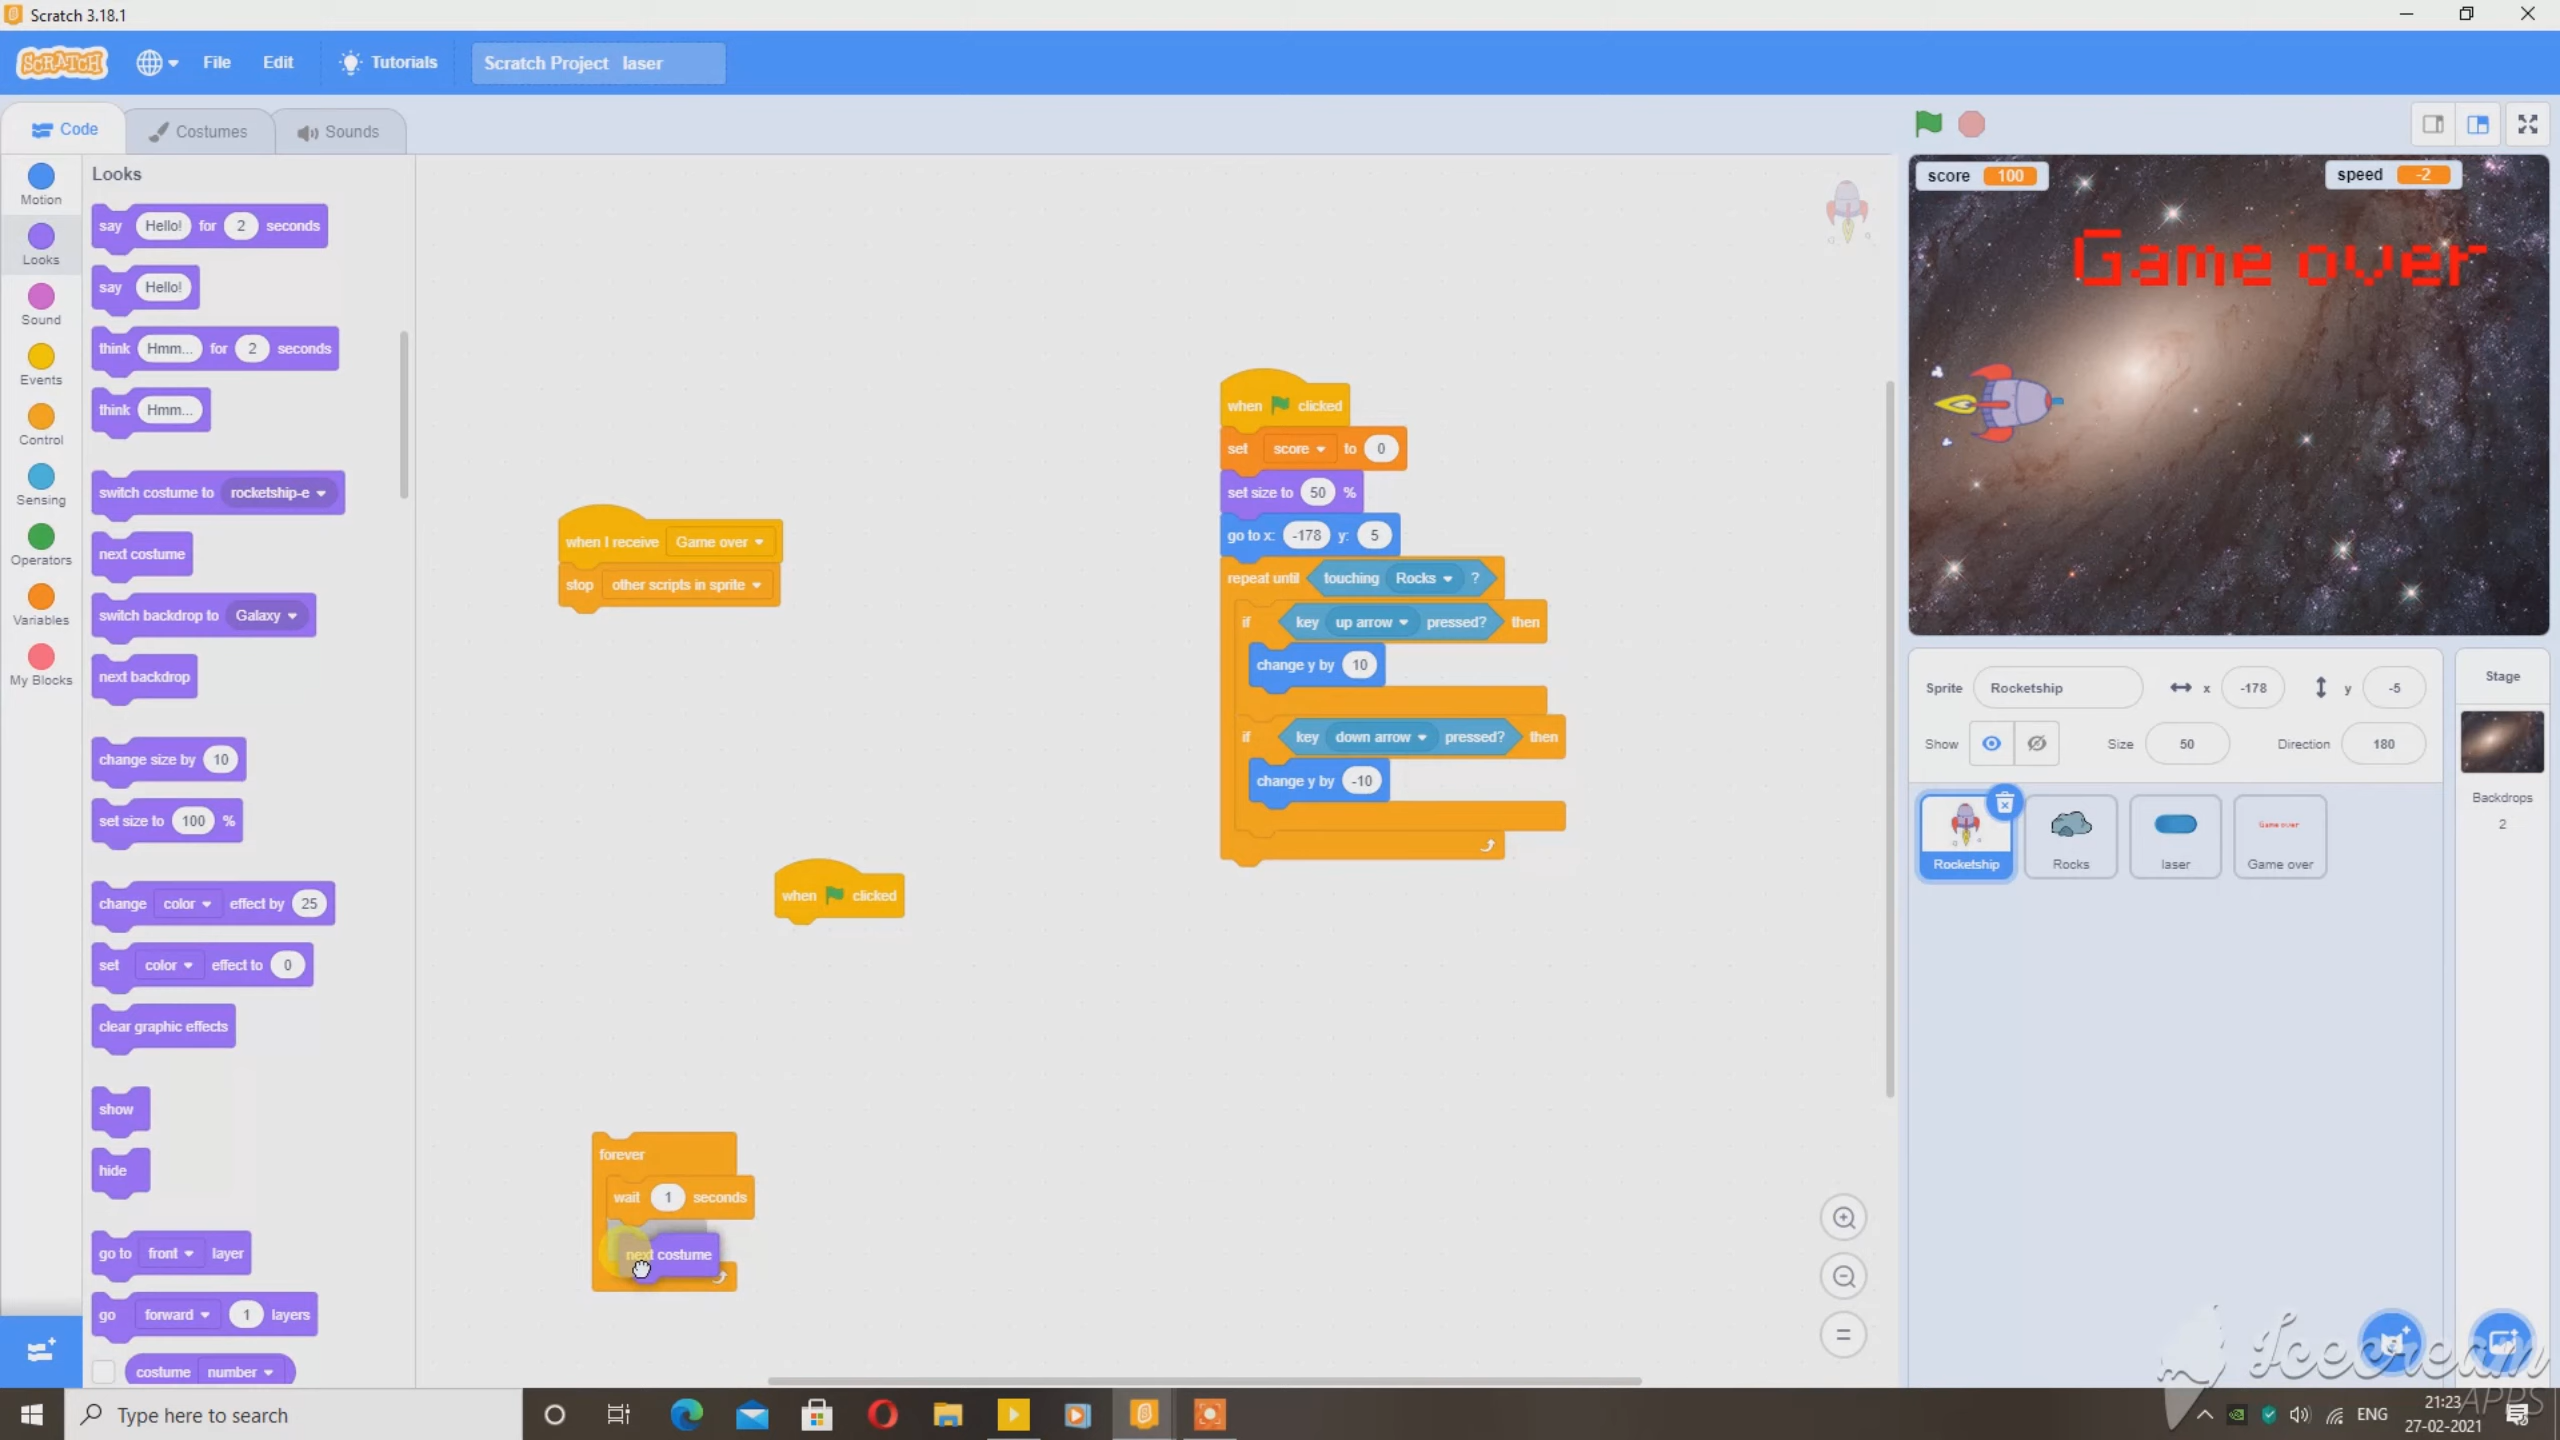 Scratch 3.18.1
SCRATCH
File
Edit
Tutorials
Scratch Project laser
Code
Costumes
Sounds
Motion
Looks
Sound
Events
Control
Sensing
Operators
Variables
My Blocks
Looks
say Hello! for 2 seconds
say Hello!
think Hmm... for 2 seconds
think Hmm...
switch costume to rocketship-e
next costume
switch backdrop to Galaxy
next backdrop
change size by 10
set size to 100 %
change color effect by 25
set color effect to 0
clear graphic effects
show
hide
go to front layer
go forward 1 layers
costume number
when I receive Game over
stop other scripts in sprite
when clicked
forever
wait 1 seconds
next costume
when clicked
set score to 0
set size to 50 %
go to x: -178 y: 5
repeat until touching Rocks ?
if key up arrow pressed? then
change y by 10
if key down arrow pressed? then
change y by -10
score 100
speed -2
Game over
Sprite Rocketship x -178 y -5
Show Size 50 Direction 180
Rocketship
Rocks
laser
Game over
Game over
Stage
Backdrops
2
Icecream
APPS
Type here to search
ENG
21:23
27-02-2021